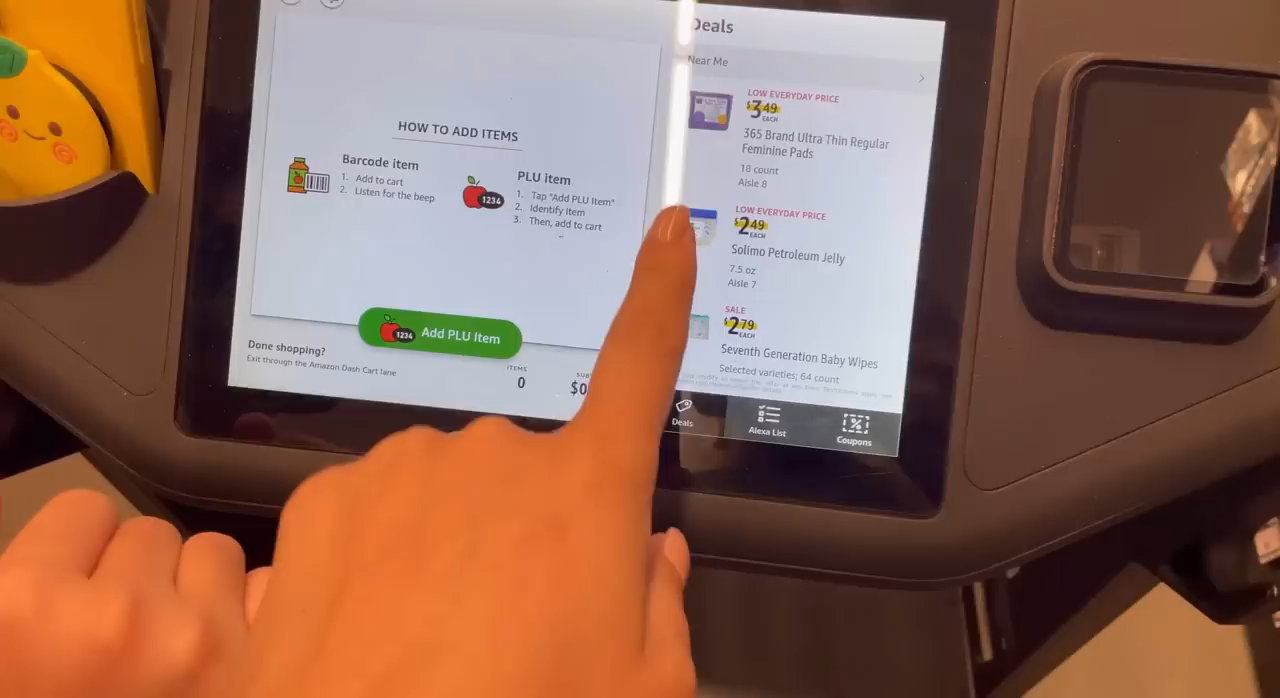 HOW TO ADD ITEMS
Barcode item
1. Add to cart
2. Listen for the beep
PLU item
1. Tap "Add PLU Item"
2. Identify Item
3. Then, add to cart
1234
1234
Add PLU Item
Done shopping?
Exit through the Amazon Dash Cart lane
ITEMS
0
$0
Deals
Near Me
LOW EVERYDAY PRICE
$3.49
EACH
365 Brand Ultra Thin Regular
Feminine Pads
18 count
Aisle 8
LOW EVERYDAY PRICE
$2.49
EACH
Solimo Petroleum Jelly
7.5 oz
Aisle 7
SALE
$2.79
EACH
Seventh Generation Baby Wipes
Selected varieties; 64 count
Deals
Alexa List
Coupons